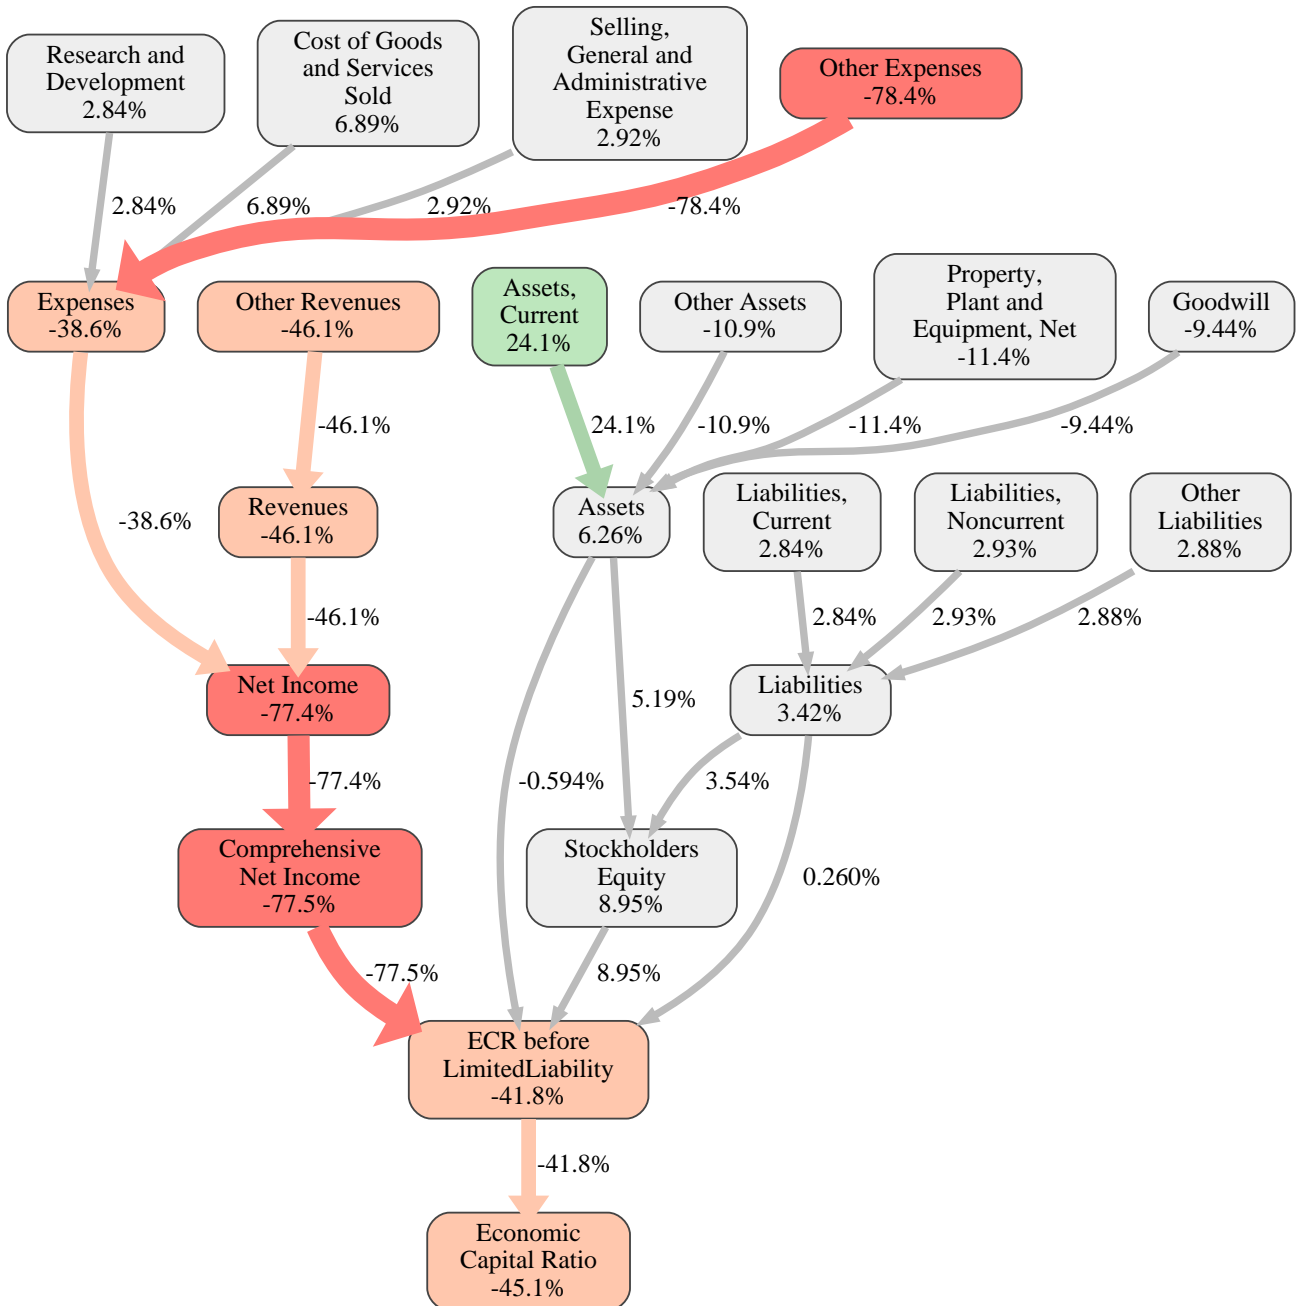 Research and
Development
2.84%
Cost of Goods
and Services
Sold
6.89%
Selling,
General and
Administrative
Expense
2.92%
Other Expenses
-78.4%
2.84%
6.89%
2.92%
-78.4%
Expenses
-38.6%
Other Revenues
-46.1%
Assets,
Current
24.1%
Other Assets
-10.9%
Property,
Plant and
Equipment, Net
-11.4%
Goodwill
-9.44%
-46.1%
24.1%
-10.9%
-11.4%
-9.44%
-38.6%
Revenues
-46.1%
Assets
6.26%
Liabilities,
Current
2.84%
Liabilities,
Noncurrent
2.93%
Other
Liabilities
2.88%
-46.1%
2.84%
2.93%
2.88%
Net Income
-77.4%
5.19%
Liabilities
3.42%
-77.4%
-0.594%
3.54%
Comprehensive
Net Income
-77.5%
Stockholders
Equity
8.95%
0.260%
-77.5%
8.95%
ECR before
LimitedLiability
-41.8%
-41.8%
Economic
Capital Ratio
-45.1%